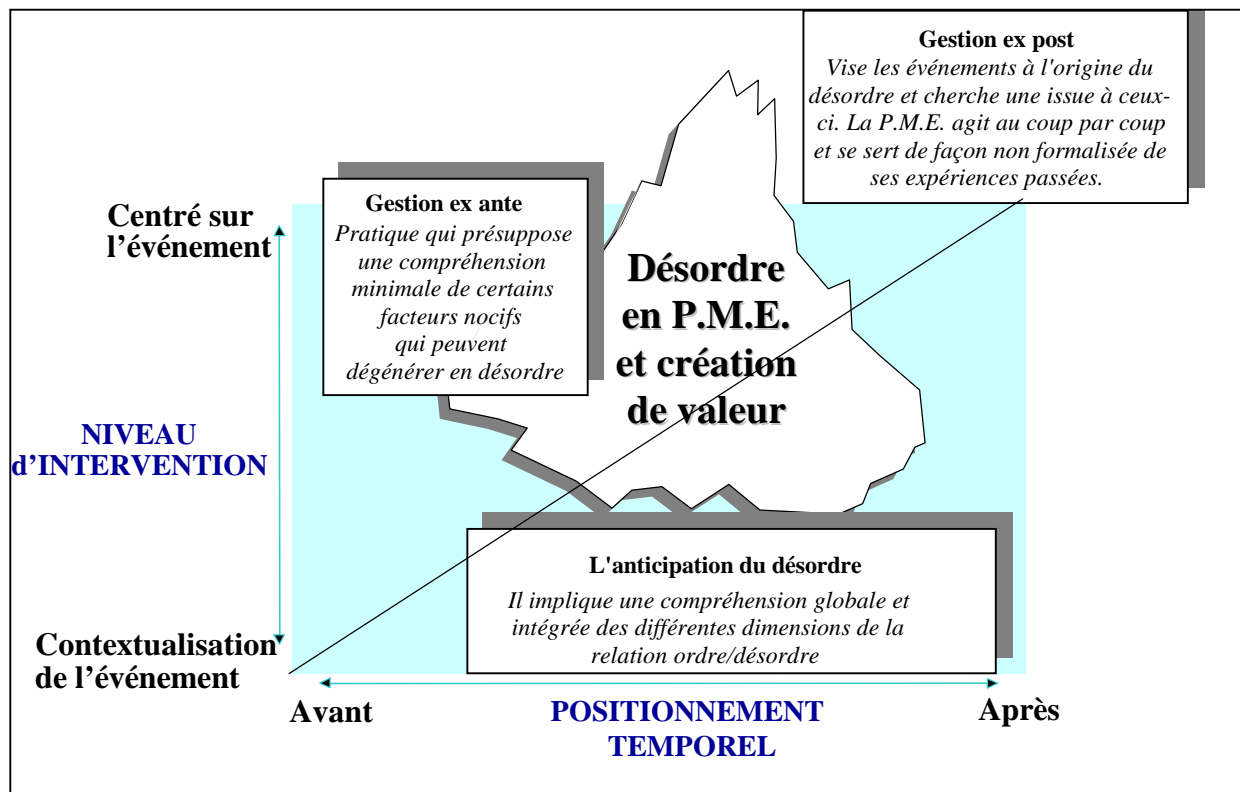 Gestion ex post
Vise les événements à l'origine du
désordre et cherche une issue à ceux-
ci. La P.M.E. agit au coup par coup
et se sert de façon non formalisée de
ses expériences passées.
Centré sur
l’événement
Gestion ex ante
Pratique qui présuppose
une compréhension
minimale de certains
facteurs nocifs
qui peuvent
dégénérer en désordre
Désordre
en P.M.E.
et création
de valeur
NIVEAU
d’INTERVENTION
L'anticipation du désordre
Il implique une compréhension globale et
intégrée des différentes dimensions de la
relation ordre/désordre
Contextualisation
de l’événement
Avant
POSITIONNEMENT
TEMPOREL
Après